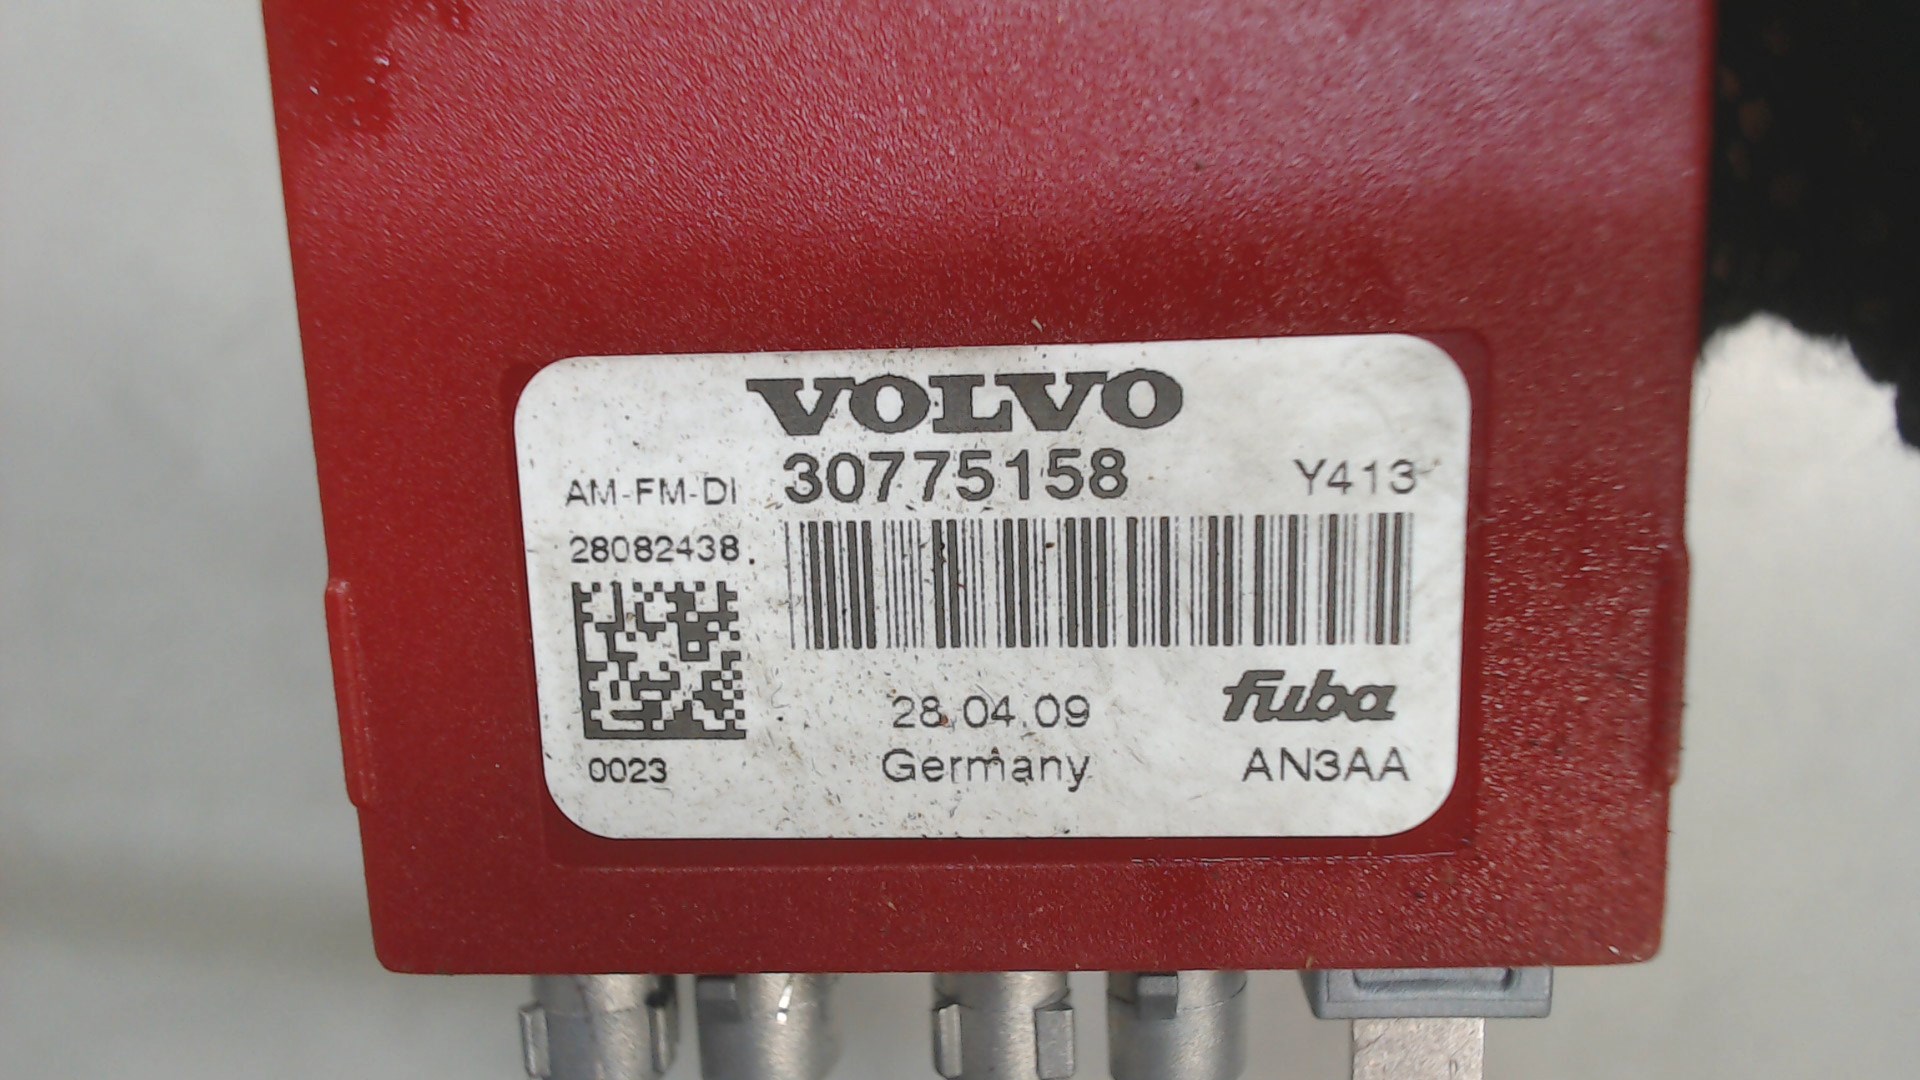 VOLVO
AM-FM-DI 30775158 Y413
28082438
28.04.09 fuba
0023 Germany AN3AA